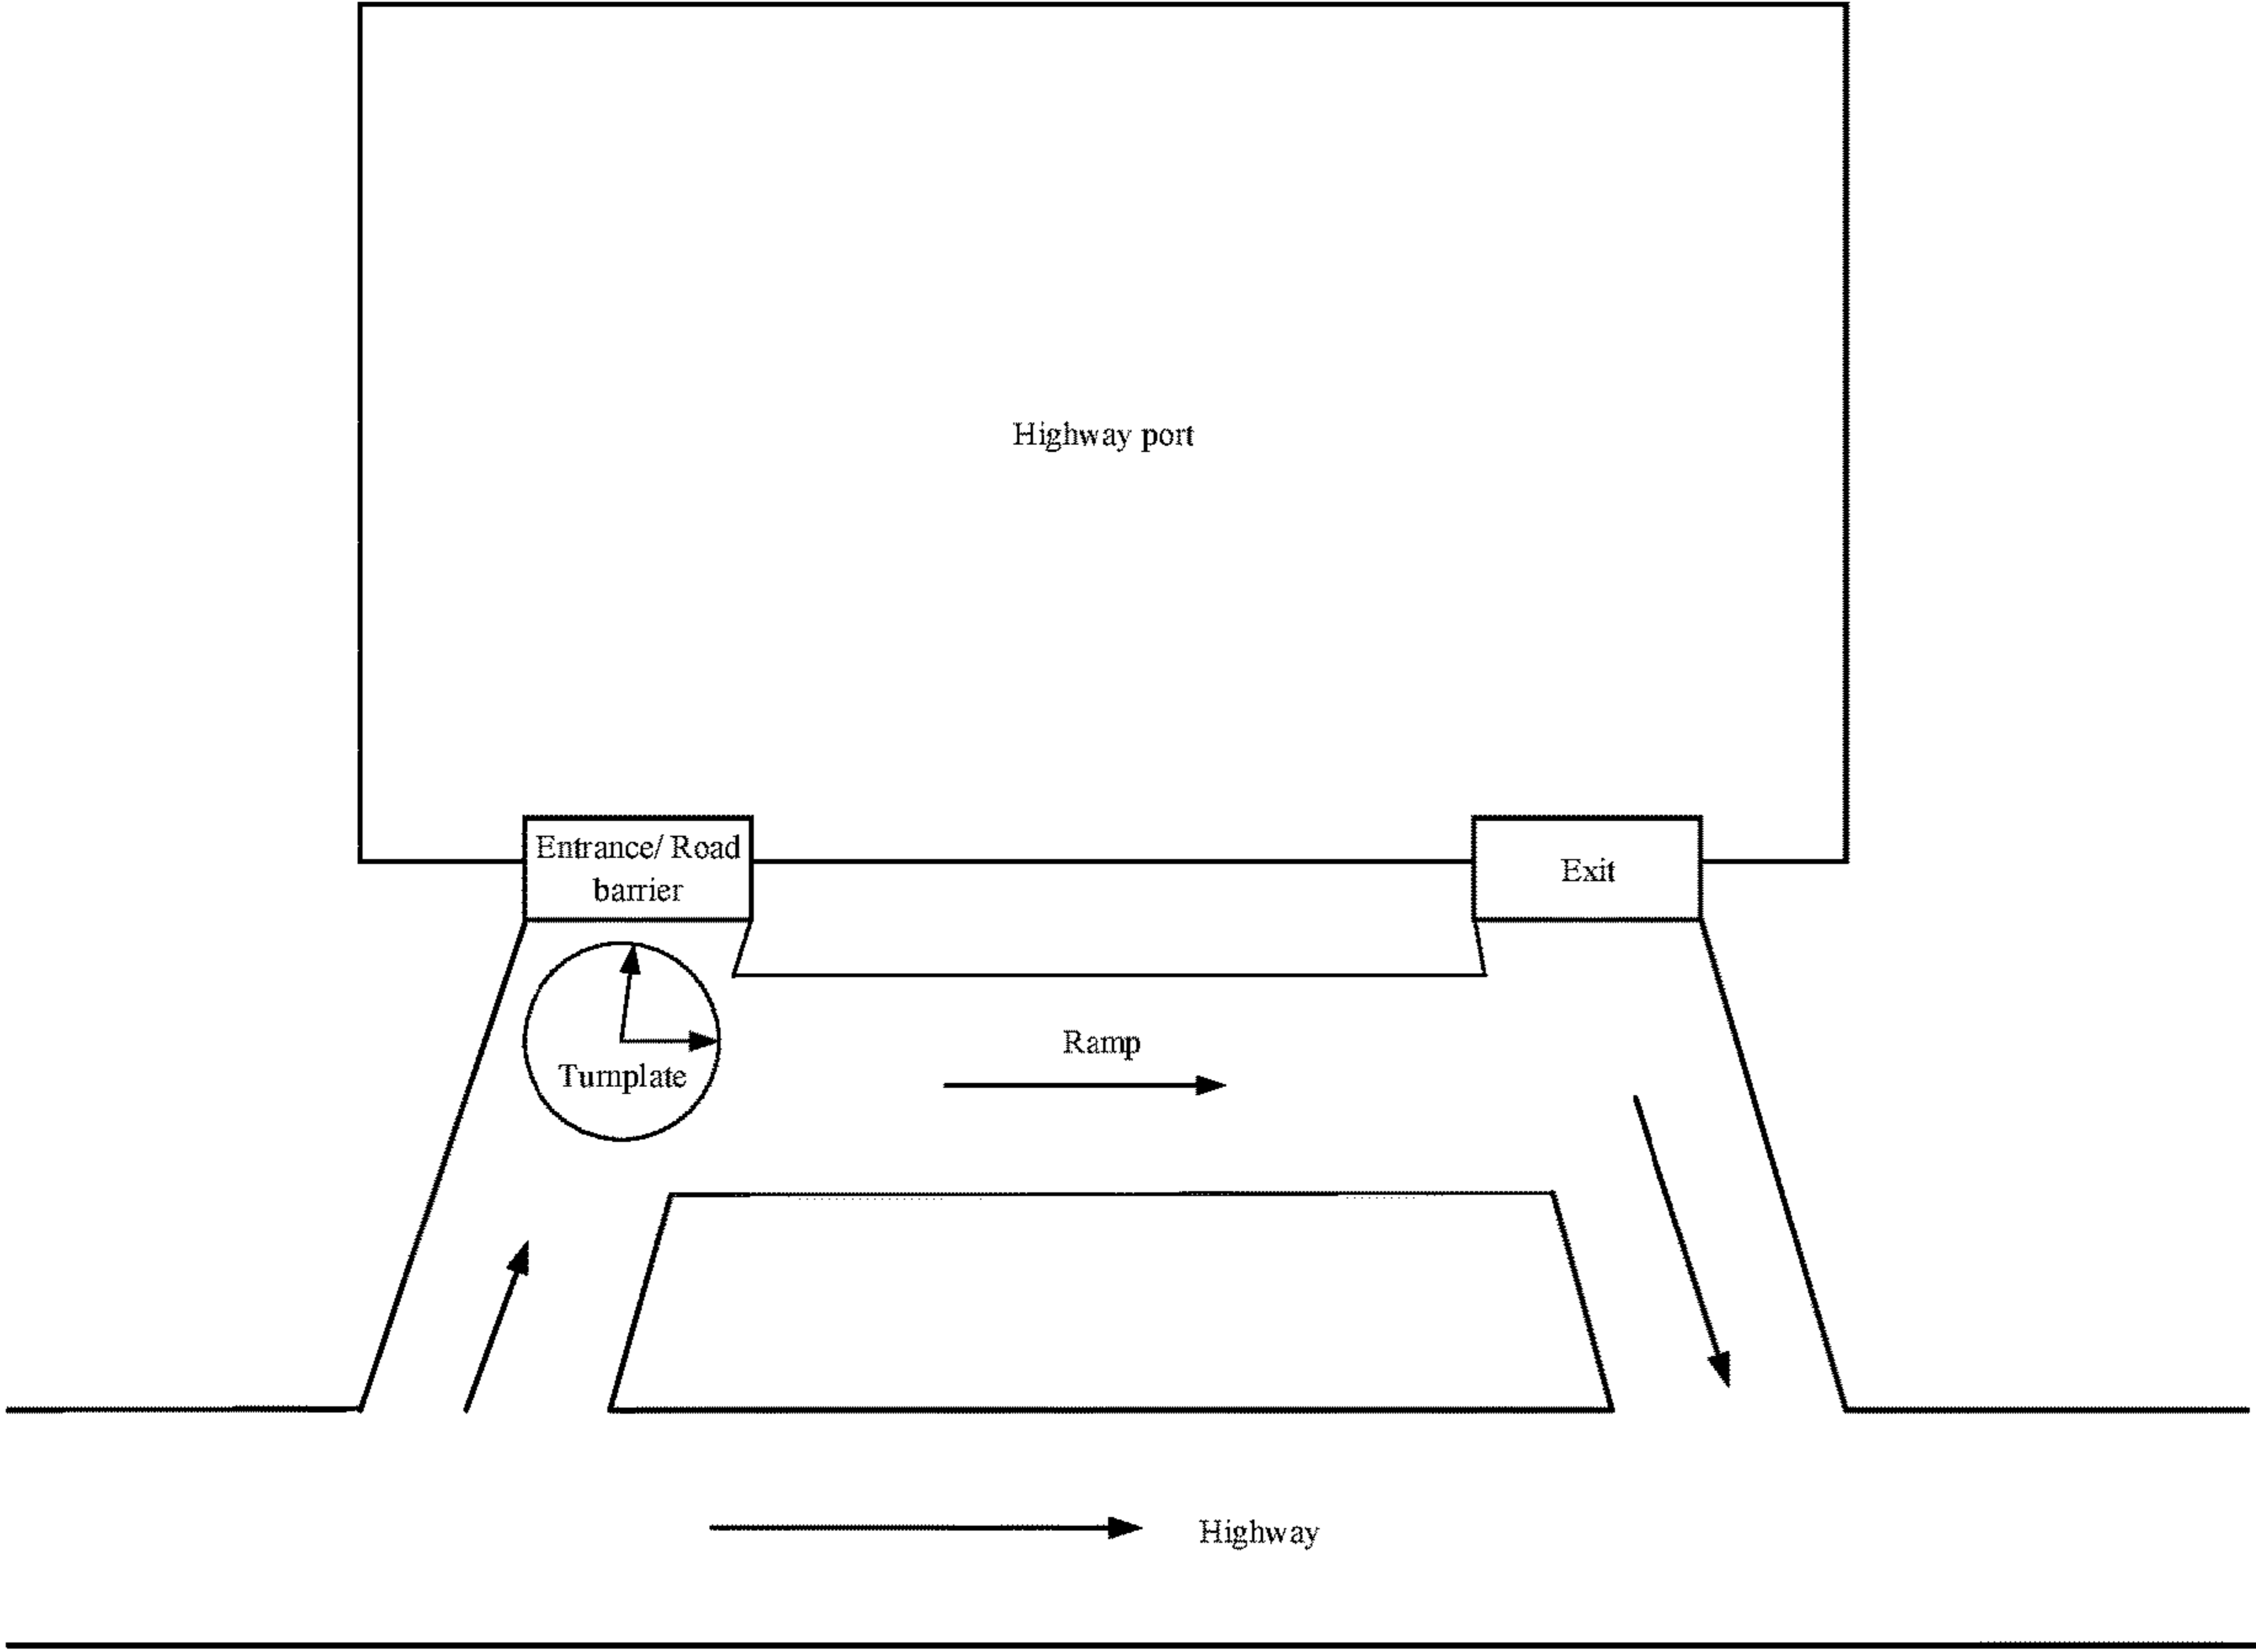 Highway port
Entrance/ Road
barrier
Exit
Turnplate
Ramp
Highway